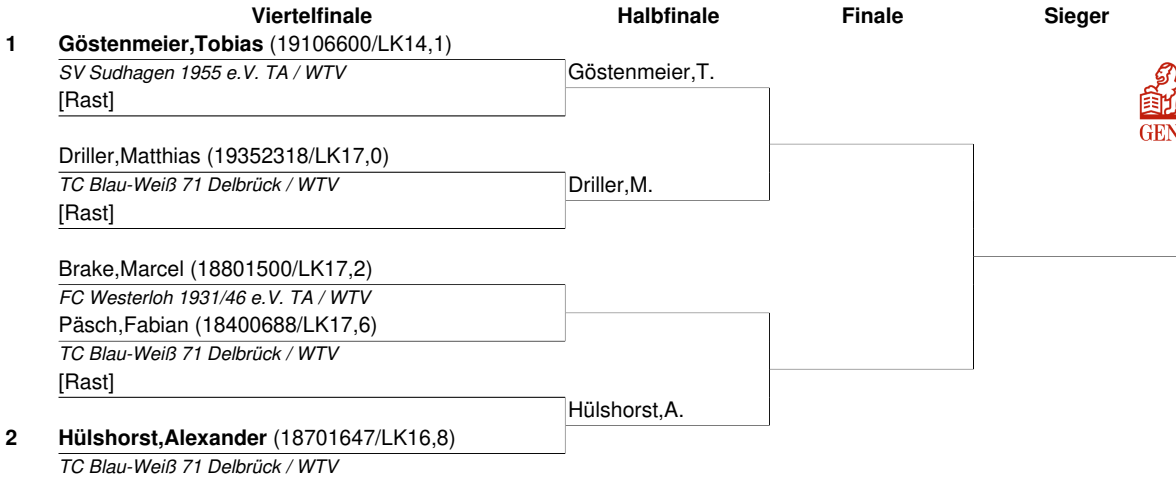 Viertelfinale Halbfinale Finale Sieger
1 Göstenmeier,Tobias (19106600/LK14,1)
SV Sudhagen 1955 e.V. TA / WTV Göstenmeier,T.
[Rast]
GEN
Driller,Matthias (19352318/LK17,0)
TC Blau-Weiß 71 Delbrück / WTV Driller,M.
[Rast]
Brake,Marcel (18801500/LK17,2)
FC Westerloh 1931/46 e.V. TA / WTV
Päsch,Fabian (18400688/LK17,6)
TC Blau-Weiß 71 Delbrück / WTV
[Rast]
Hülshorst,A.
2 Hülshorst,Alexander (18701647/LK16,8)
TC Blau-Weiß 71 Delbrück / WTV